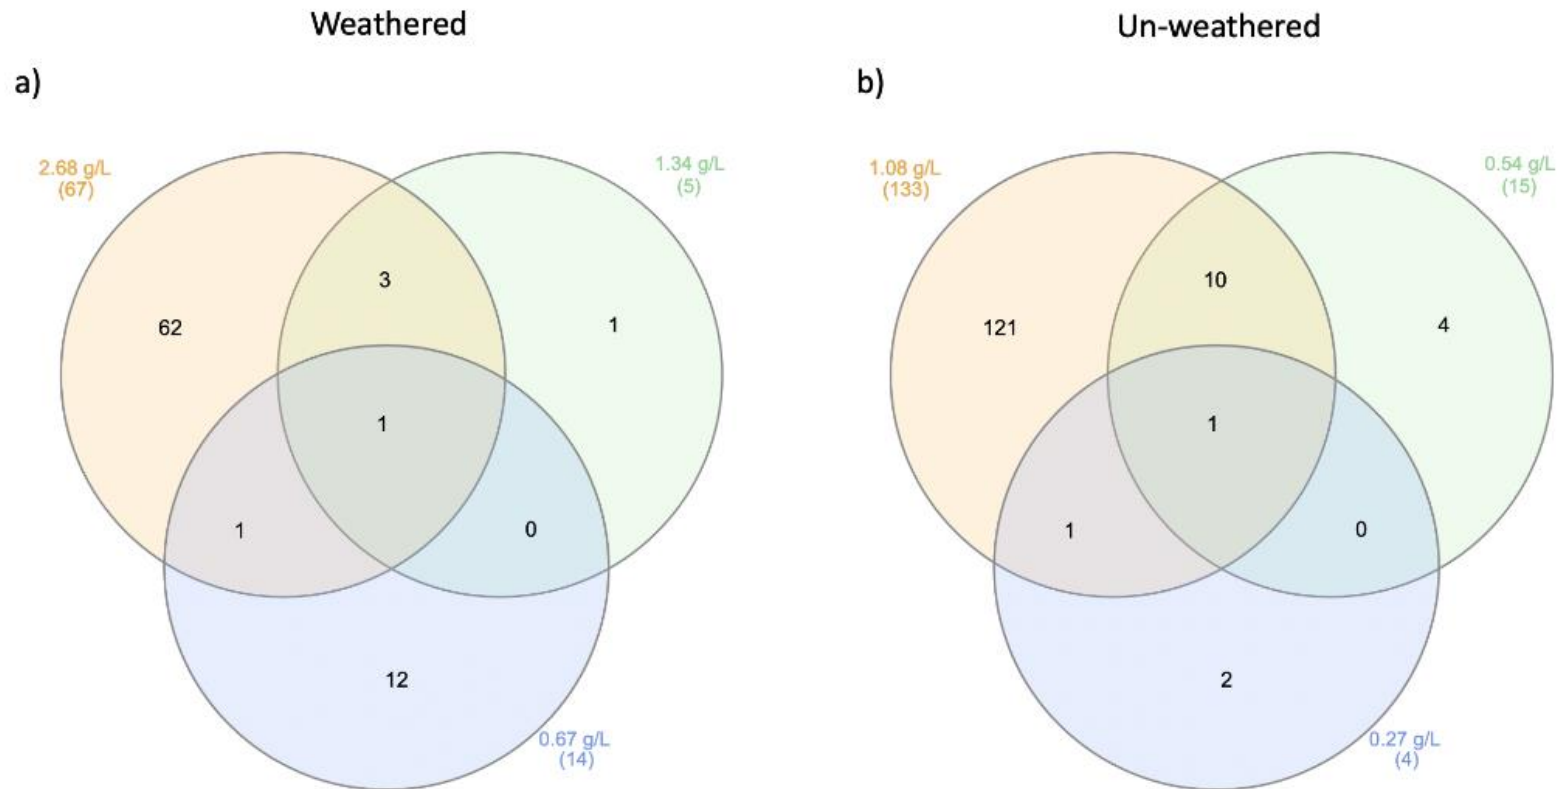 Weathered
a)
2.68 g/L
(67)
1.34 g/L
(5)
3
62
1
1
1
0
12
0.67 g/L
(14)
Un-weathered
b)
1.08 g/L
(133)
0.54 g/L
(15)
10
121
4
1
1
0
2
0.27 g/L
(4)